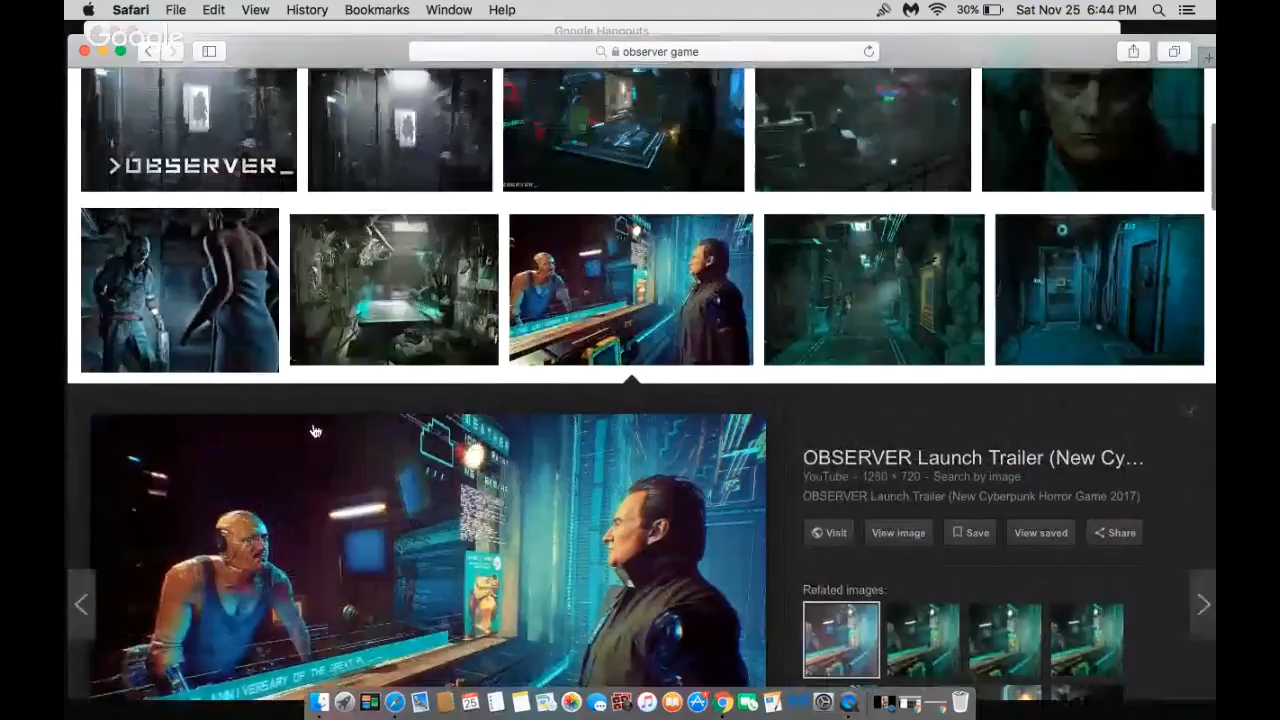 Safari File Edit View History Bookmarks Window Help 30% Sat Nov 25 6:44 PM
Google
Google Hangouts
observer game
>OBSERVER_
OBSERVER Launch Trailer (New Cy...
YouTube - 1280 × 720 - Search by image
OBSERVER Launch Trailer (New Cyberpunk Horror Game 2017)
Visit View image Save View saved Share
Related images:
ANNIVERSARY OF THE GREAT
25